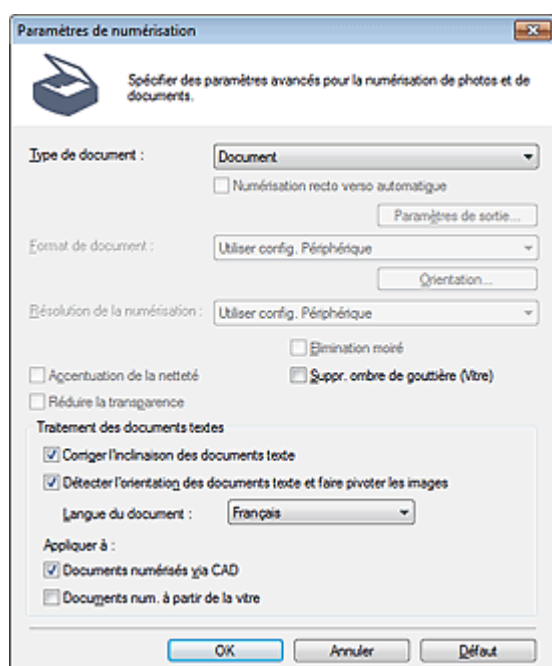 Paramètres de numérisation
Spécifier des paramètres avancés pour la numérisation de photos et de
documents.
Type de document : Document
Numérisation recto verso automatique
Paramètres de sortie...
Format de document : Utiliser config. Périphérique
Orientation...
Résolution de la numérisation : Utiliser config. Périphérique
Élimination moiré
Accentuation de la netteté Suppr. ombre de gouttière (Vitre)
Réduire la transparence
Traitement des documents textes
Corriger l'inclinaison des documents texte
Détecter l'orientation des documents texte et faire pivoter les images
Langue du document : Français
Appliquer à :
Documents numérisés via CAD
Documents num. à partir de la vitre
OK Annuler Défaut